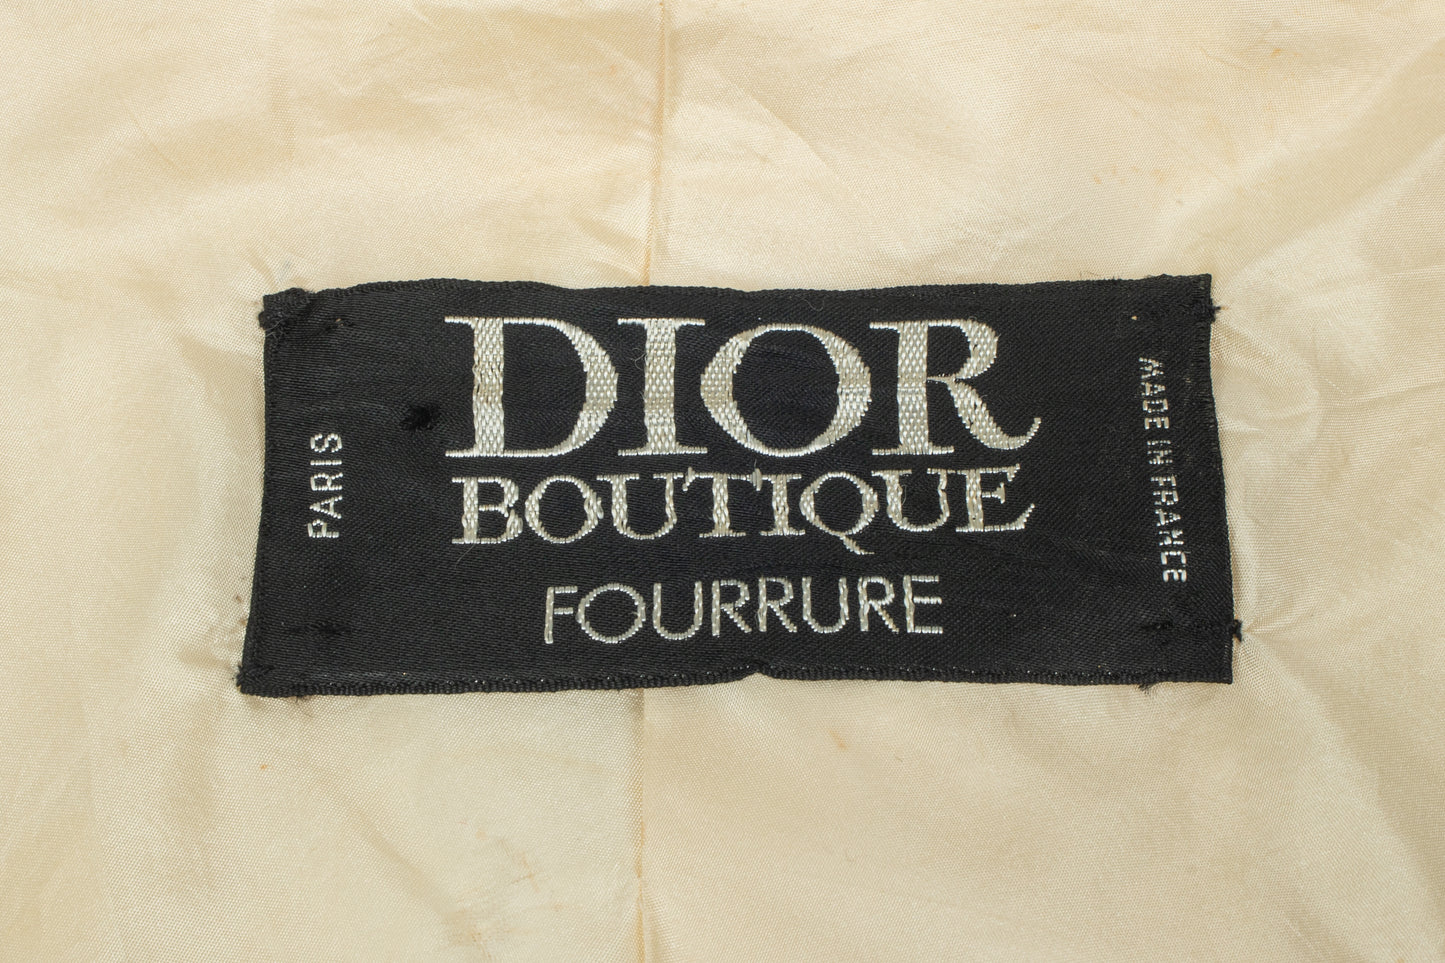 PARIS
DIOR
BOUTIQUE
FOURRURE
MADE IN FRANCE